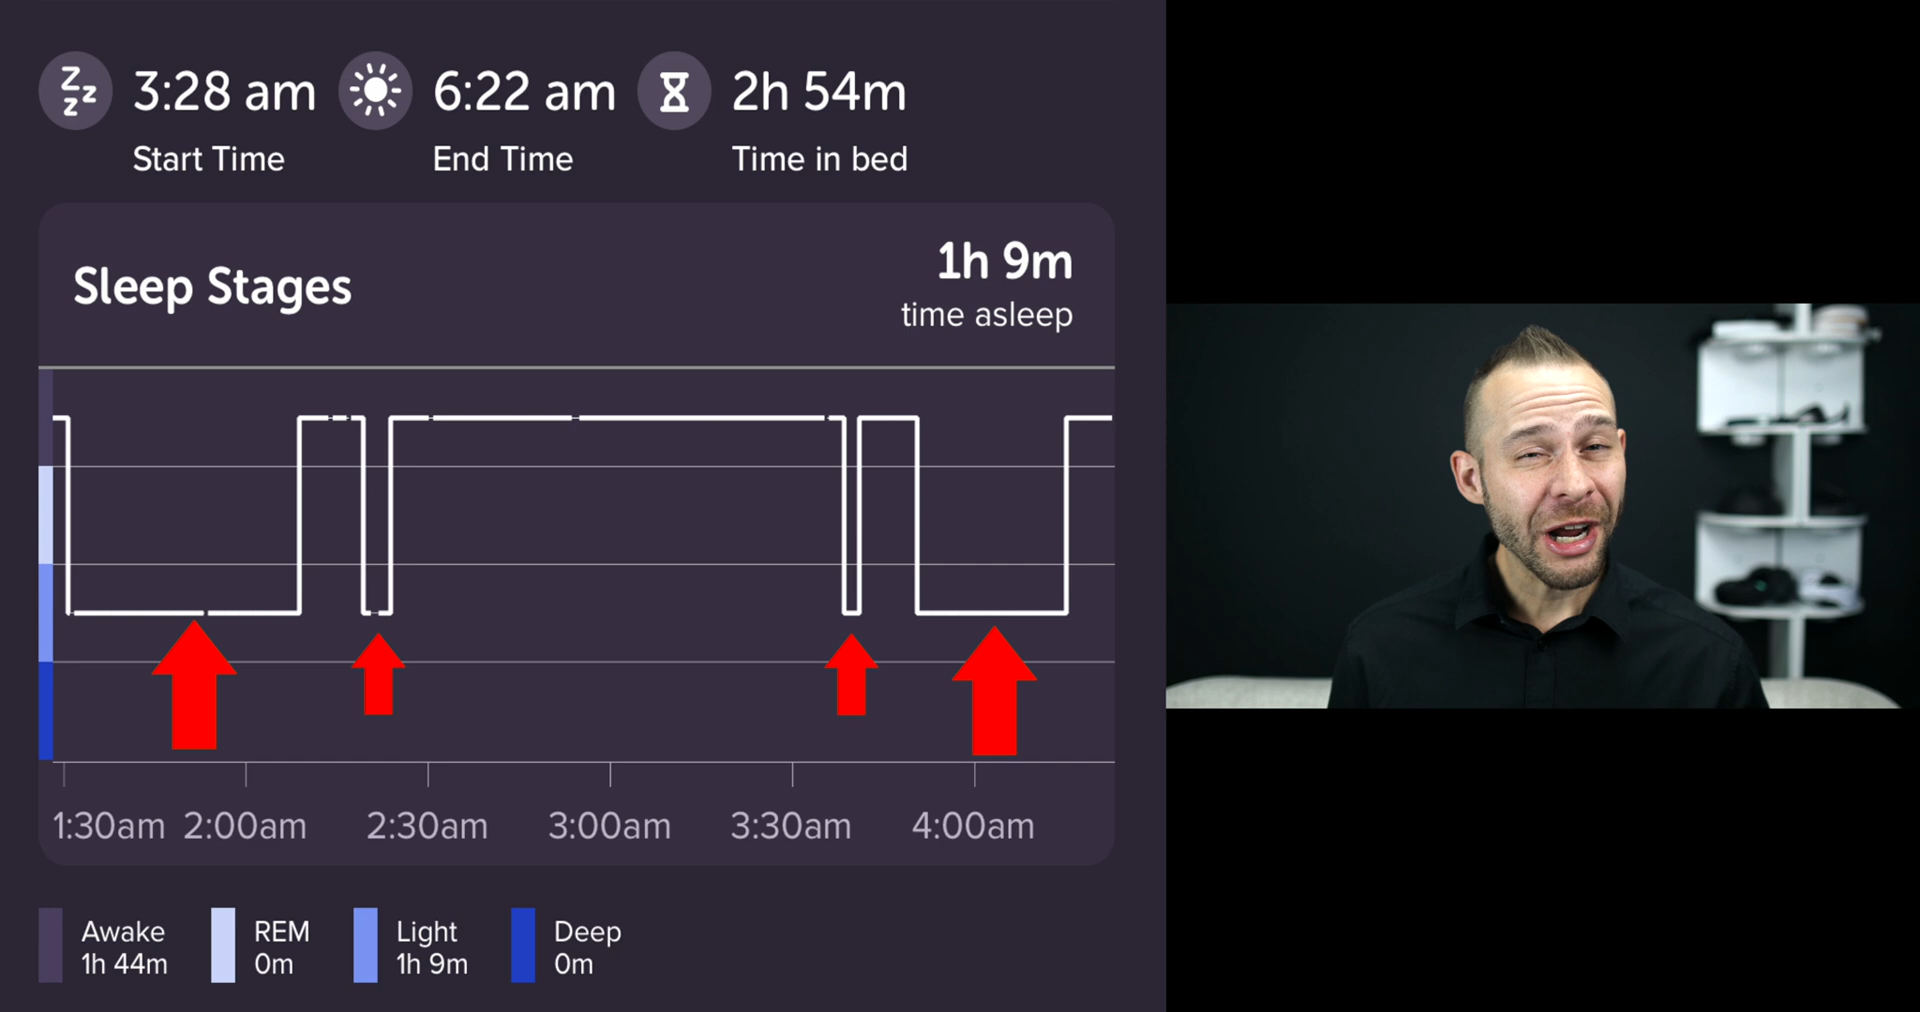 3:28 am
Start Time
6:22 am
End Time
2h 54m
Time in bed
Sleep Stages
1h 9m
time asleep
1:30am 2:00am 2:30am 3:00am 3:30am 4:00am
Awake
1h 44m
REM
0m
Light
1h 9m
Deep
0m